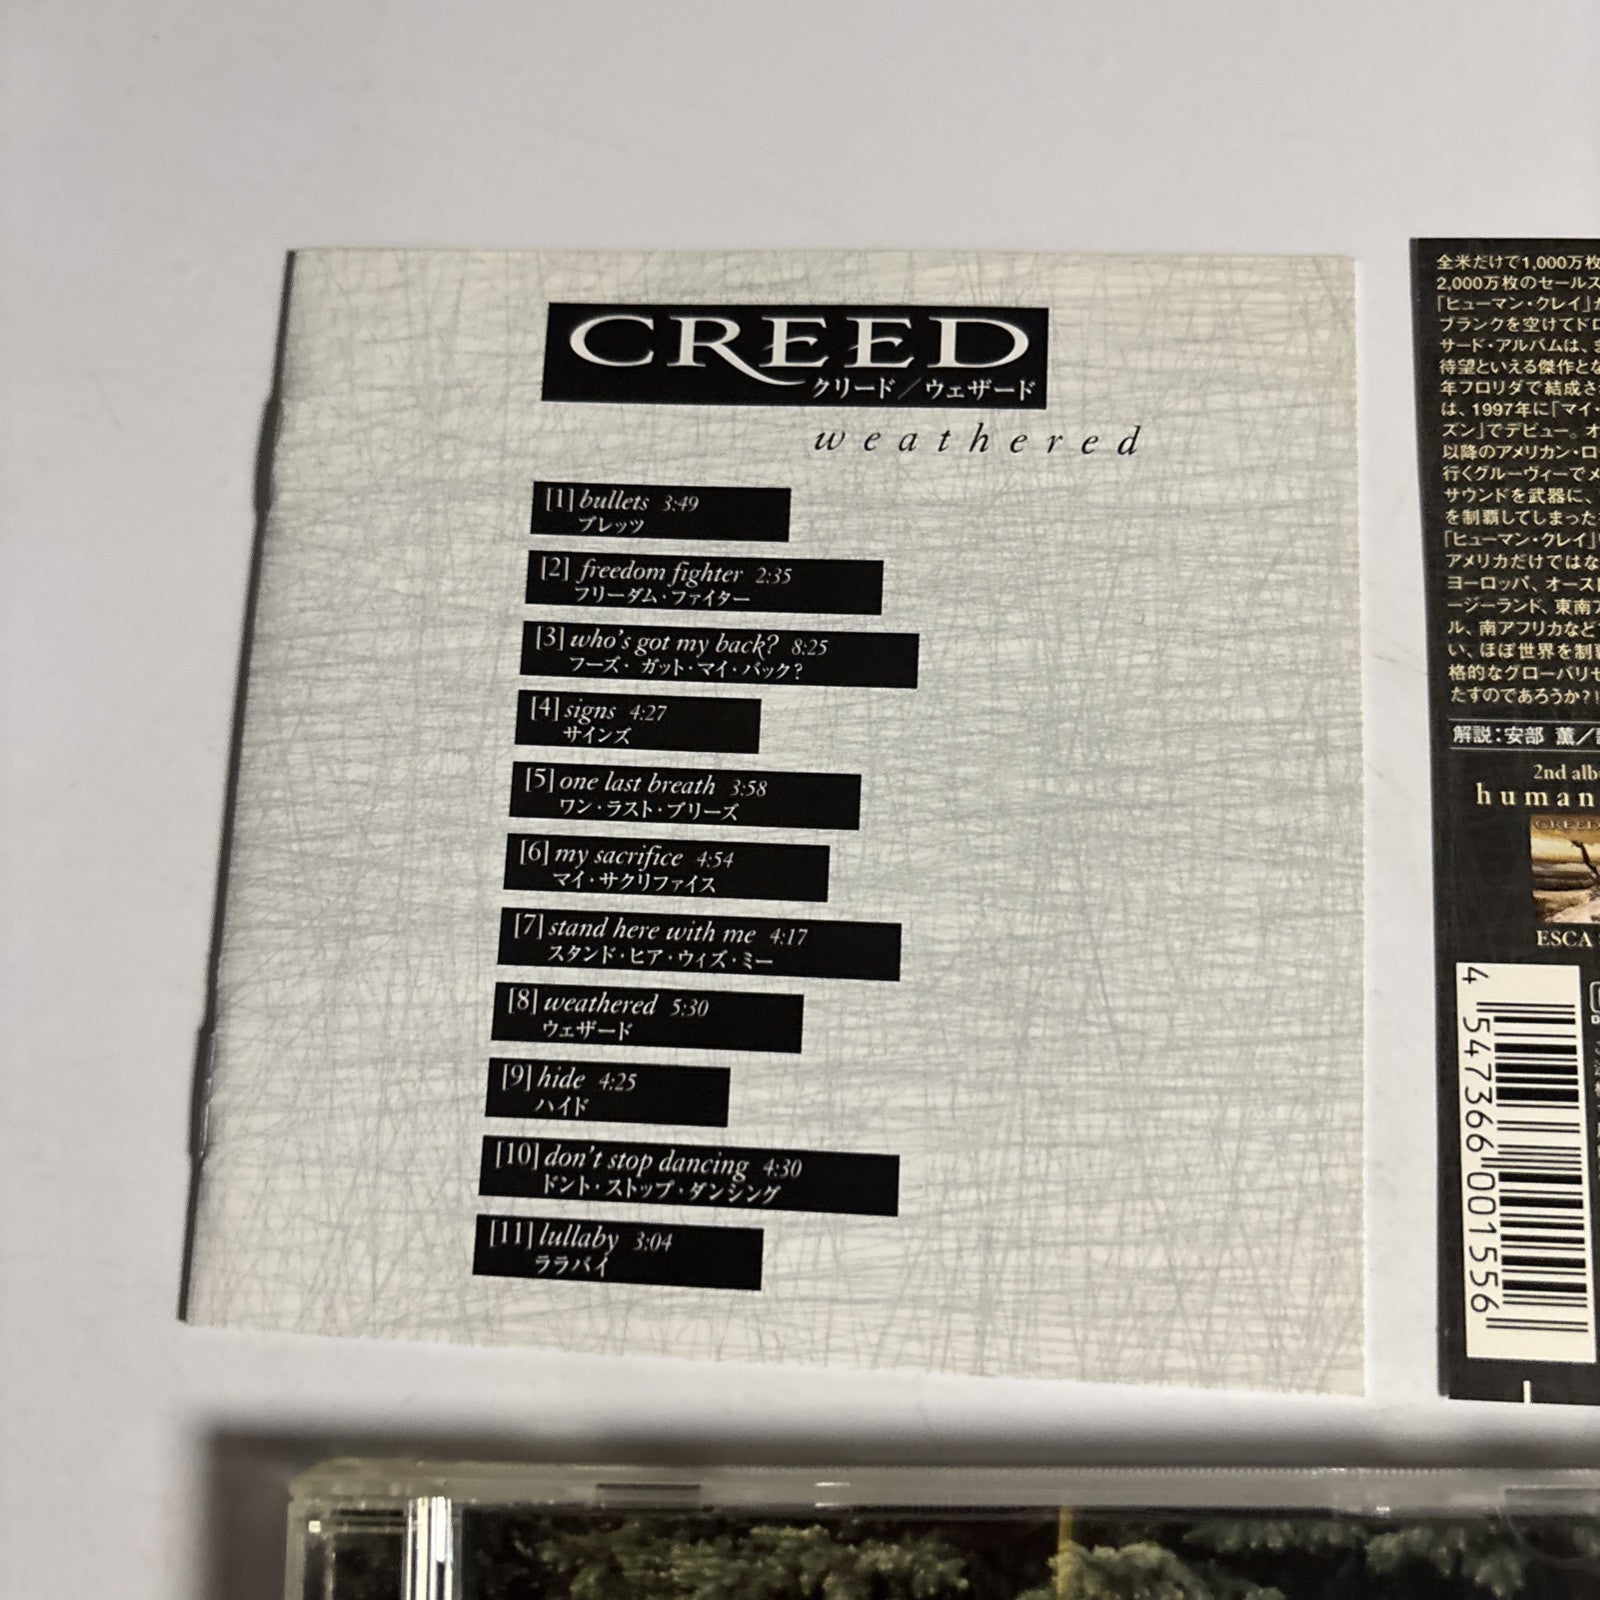 CREED
クリード／ウェザード
weathered
[1] bullets 3:49
ブレッツ
[2] freedom fighter 2:35
フリーダム・ファイター
[3] who's got my back? 8:25
フーズ・ガット・マイ・バック?
[4] signs 4:27
サインズ
[5] one last breath 3:58
ワン・ラスト・ブリーズ
[6] my sacrifice 4:54
マイ・サクリファイス
[7] stand here with me 4:17
スタンド・ヒア・ウィズ・ミー
[8] weathered 5:30
ウェザード
[9] hide 4:25
ハイド
[10] don't stop dancing 4:30
ドント・ストップ・ダンシング
[11] lullaby 3:04
ララバイ
全米だけで1,000万枚
2,000万枚のセールス
「ヒューマン・クレイ」
ブランクを空けてドロ
サード・アルバムは、
待望といえる傑作とな
年フロリダで結成さ
は、1997年に「マイ・
ズン」でデビュー。オ
以降のアメリカン・ロ
行くグルーヴィーでメ
サウンドを武器に、
を制覇してしまった
「ヒューマン・クレイ」
アメリカだけではな
ヨーロッパ、オースト
ージーランド、東南ア
ル、南アフリカなど
い、ほぼ世界を制覇
格的なグローバリゼ
たすのであろうか?!
解説：安部 薫／
2nd alb
human
CREED
ESCA
4 547366 001556